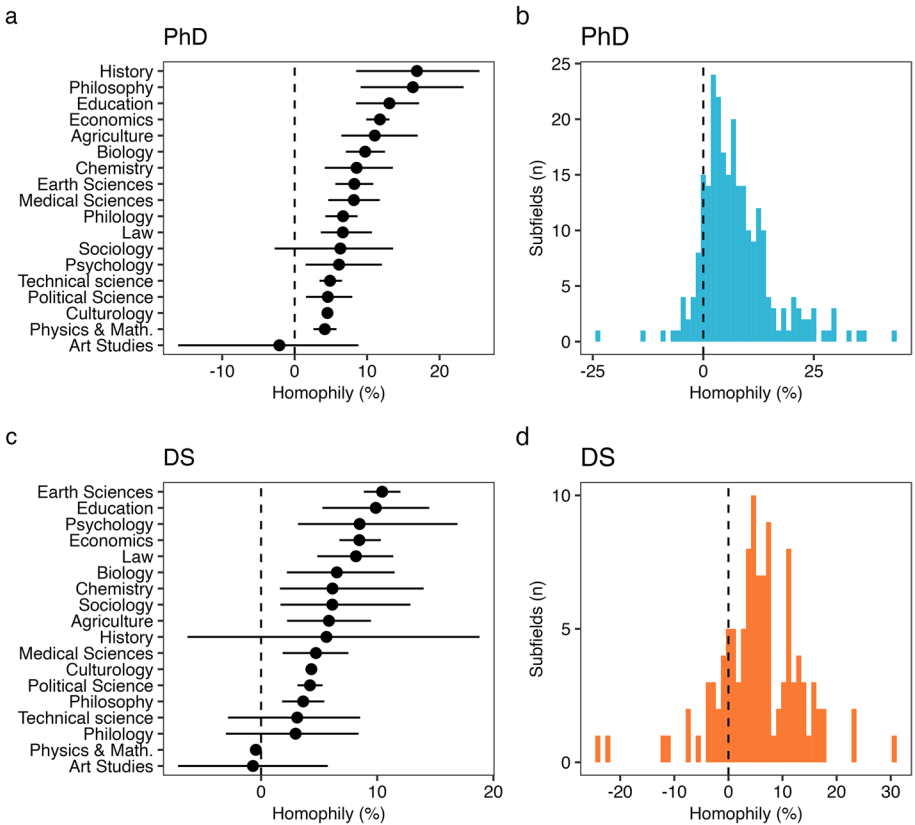 a
PhD
History
Philosophy
Education
Economics
Agriculture
Biology
Chemistry
Earth Sciences
Medical Sciences
Philology
Law
Sociology
Psychology
Technical science
Political Science
Culturology
Physics & Math.
Art Studies
-10 0 10 20
Homophily (%)
b
PhD
25
20
15
10
5
0
Subfields (n)
-25 0 25
Homophily (%)
c
DS
Earth Sciences
Education
Psychology
Economics
Law
Biology
Chemistry
Sociology
Agriculture
History
Medical Sciences
Culturology
Political Science
Philosophy
Technical science
Philology
Physics & Math.
Art Studies
0 10 20
Homophily (%)
d
DS
10
5
0
Subfields (n)
-20 -10 0 10 20 30
Homophily (%)